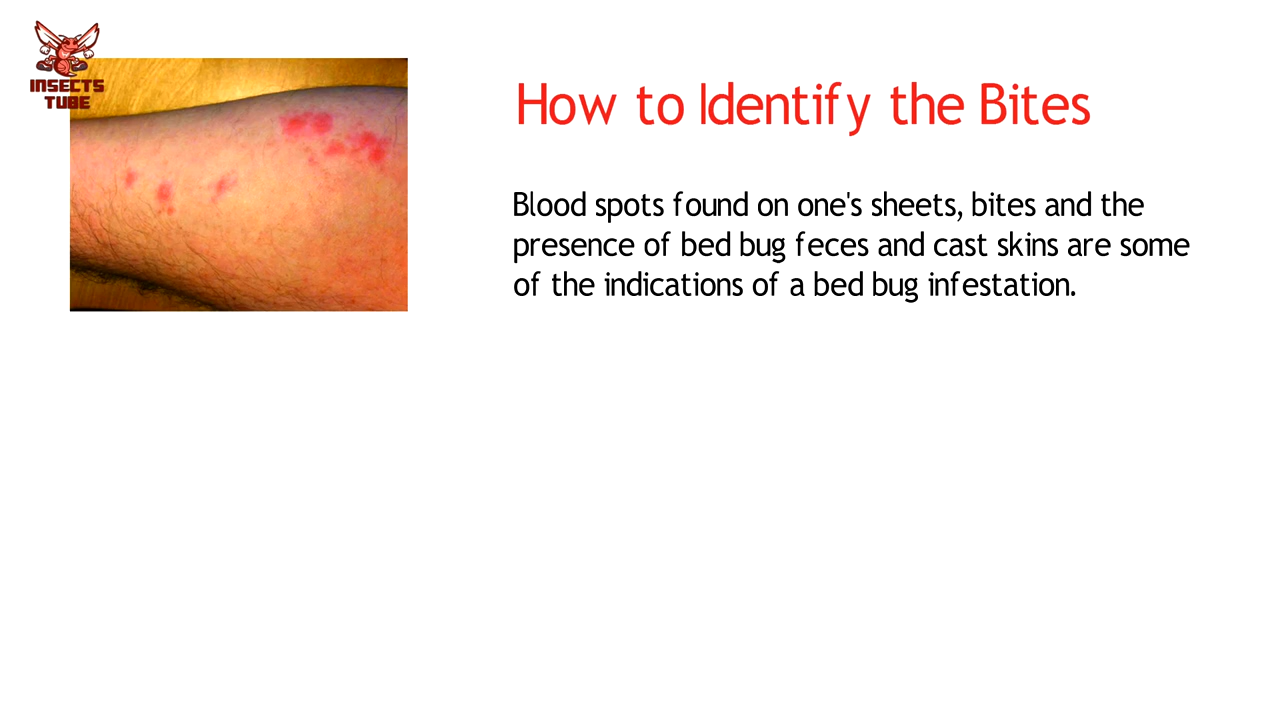 INSECTS
TUBE
How to Identify the Bites
Blood spots found on one's sheets, bites and the
presence of bed bug feces and cast skins are some
of the indications of a bed bug infestation.